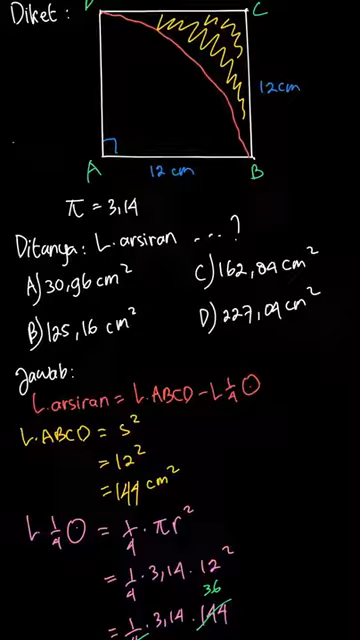 Diket :
C
12 cm
A
12 cm
B
π = 3,14
Ditanya : L.arsiran ...?
A) 30,96 cm²
C) 162,84 cm²
B) 125,16 cm²
D) 227,04 cm²
Jawab:
L.arsiran = L.ABCD - L ¼ O
L.ABCD = s²
= 12²
= 144 cm²
L ¼ O = ¼ · πr²
= ¼ · 3,14 · 12²
36
= ¼ · 3,14 · 144